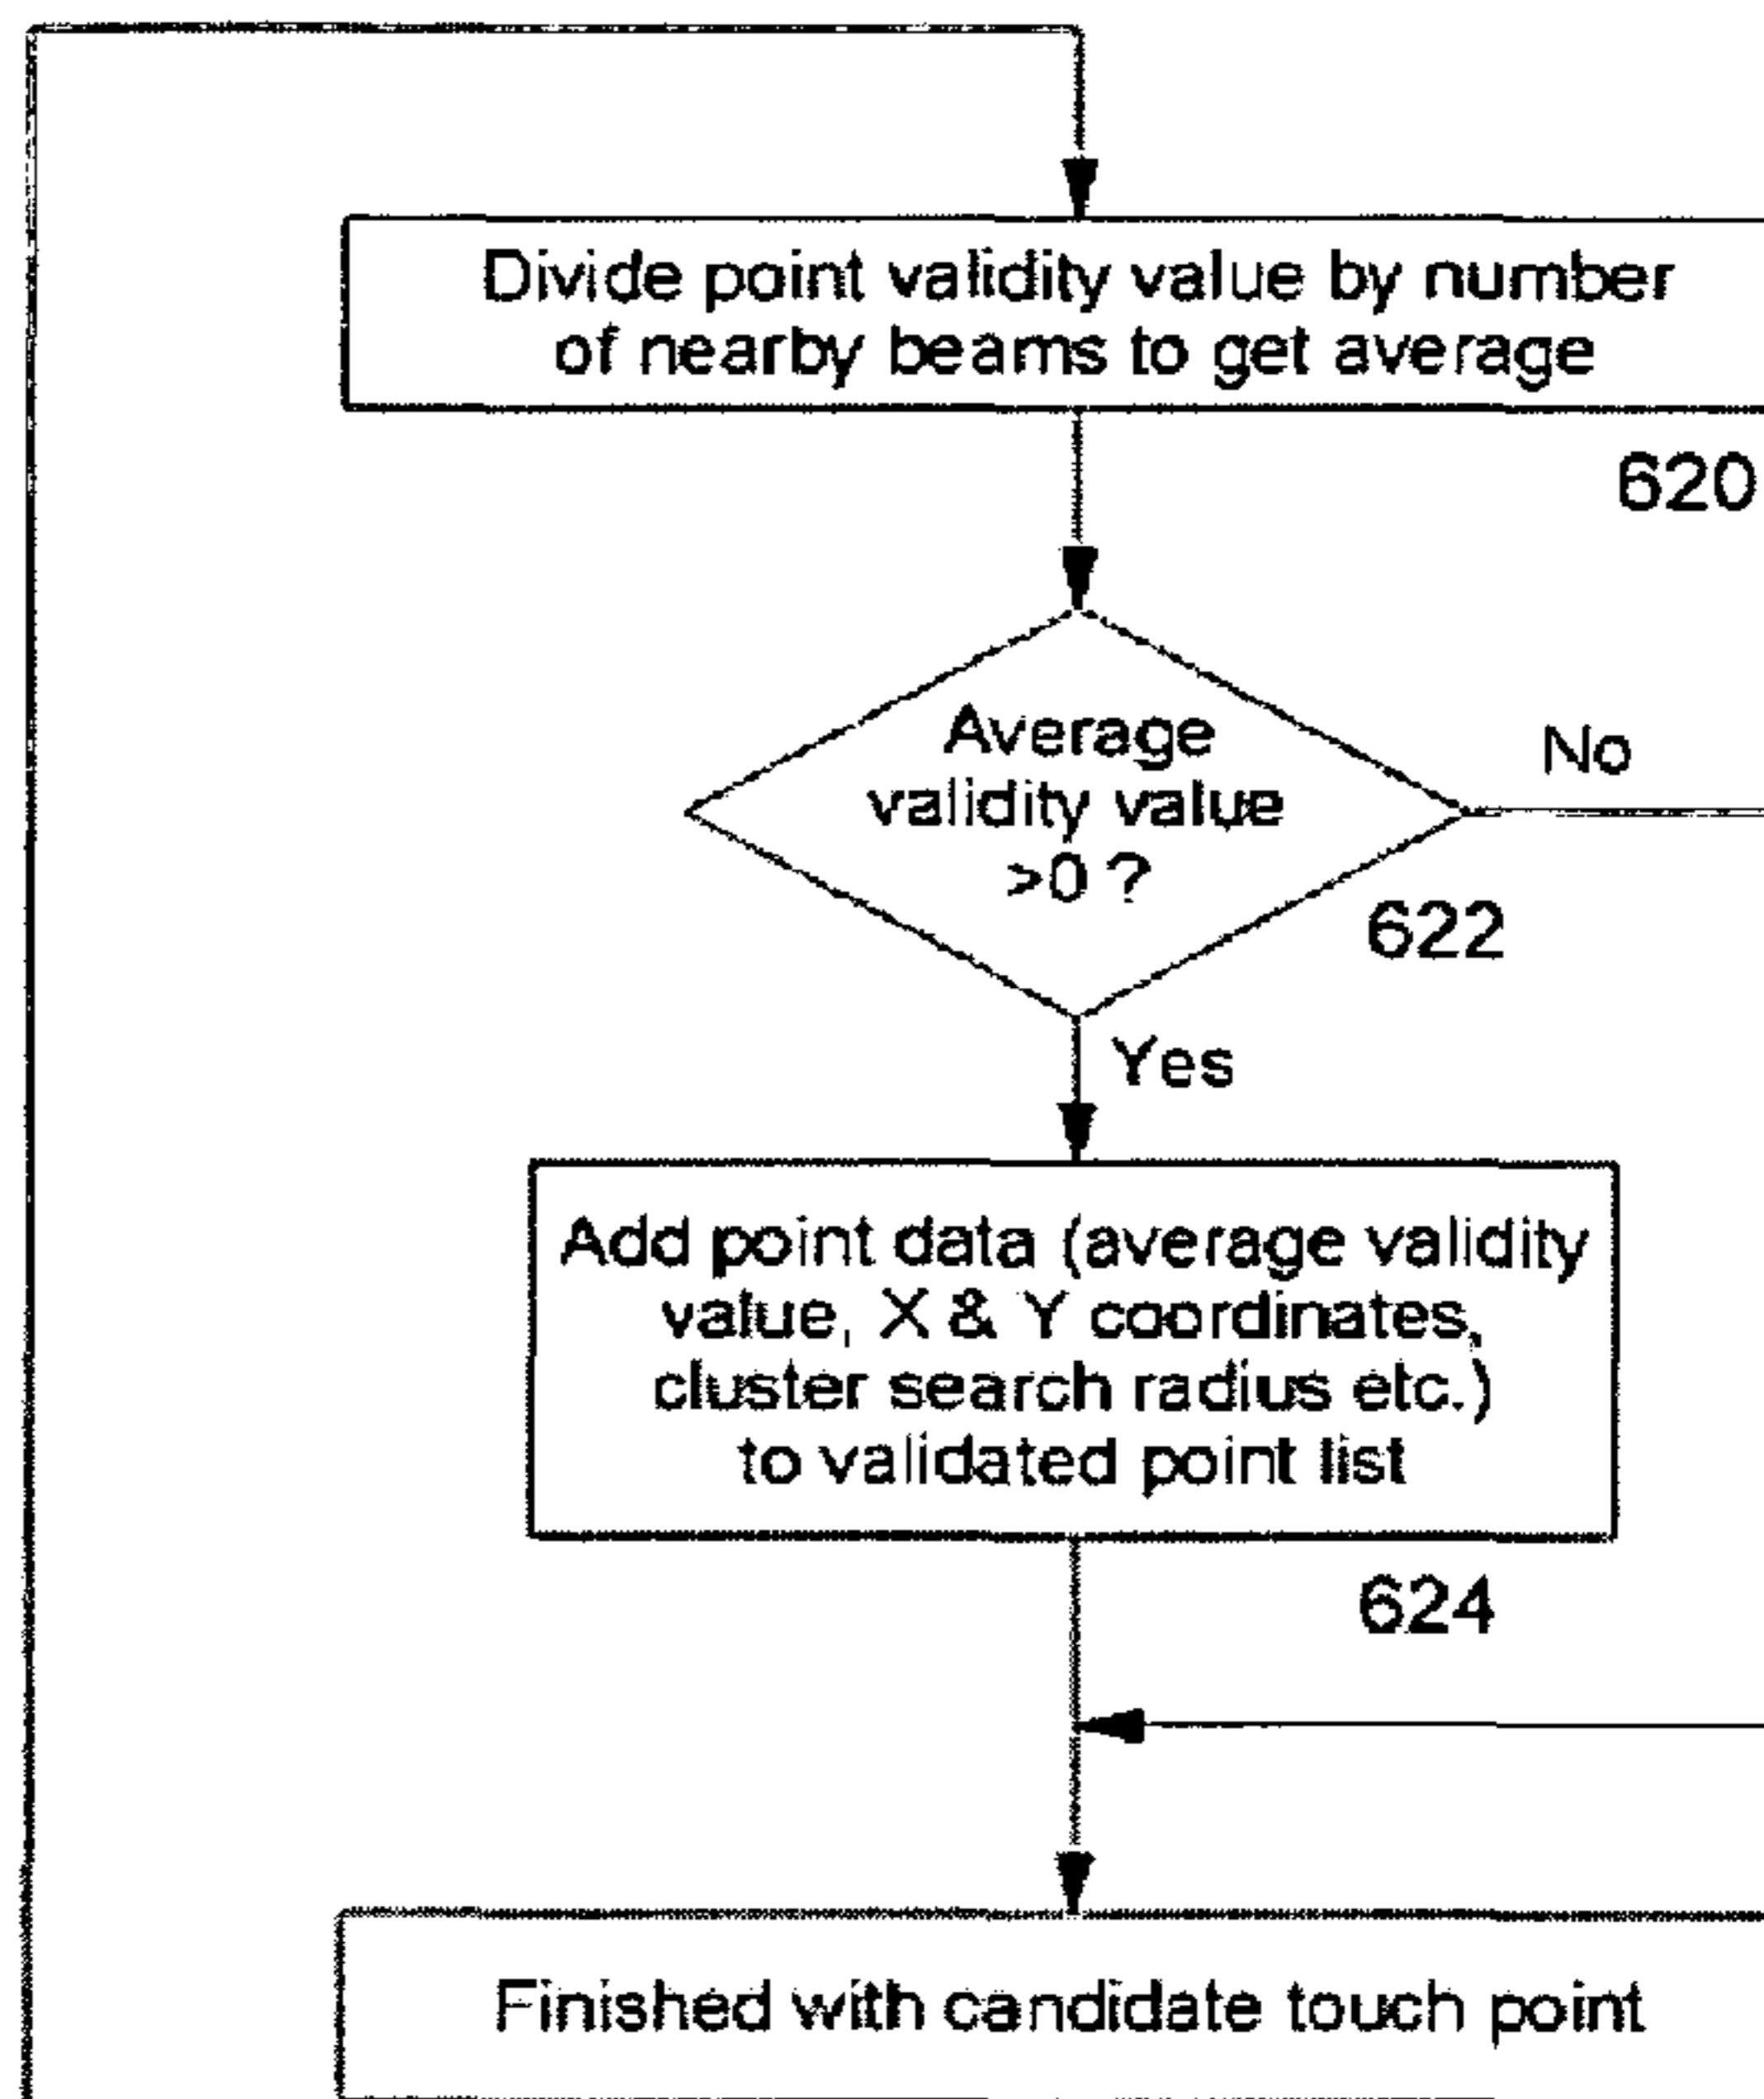 Divide point validity value by number
of nearby beams to get average
620
Average
validity value
>0 ?
No
622
Yes
Add point data (average validity
value, X & Y coordinates,
cluster search radius etc.)
to validated point list
624
Finished with candidate touch point